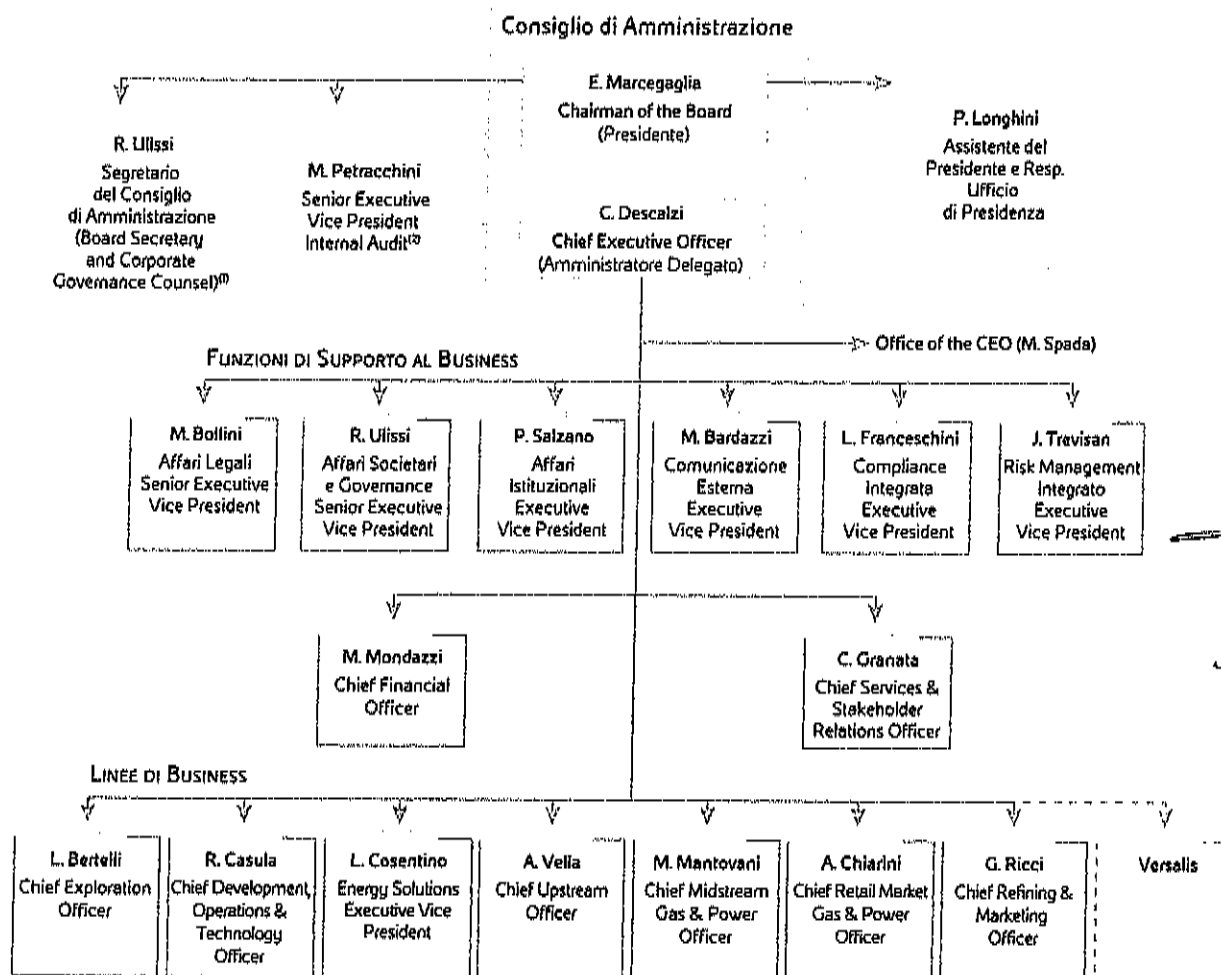 Consiglio di Amministrazione
E. Marcegaglia
Chairman of the Board
(Presidente)
R. Ulissi
Segretario
del Consiglio
di Amministrazione
(Board Secretary
and Corporate
Governance Counsel)(1)
M. Petracchini
Senior Executive
Vice President
Internal Audit(2)
P. Longhini
Assistente del
Presidente e Resp.
Ufficio
di Presidenza
C. Descalzi
Chief Executive Officer
(Amministratore Delegato)
Office of the CEO (M. Spada)
FUNZIONI DI SUPPORTO AL BUSINESS
M. Bollini
Affari Legali
Senior Executive
Vice President
R. Ulissi
Affari Societari
e Governance
Senior Executive
Vice President
P. Salzano
Affari
Istituzionali
Executive
Vice President
M. Bardazzi
Comunicazione
Esterna
Executive
Vice President
L. Franceschini
Compliance
Integrata
Executive
Vice President
J. Trevisan
Risk Management
Integrato
Executive
Vice President
M. Mondazzi
Chief Financial
Officer
C. Granata
Chief Services &
Stakeholder
Relations Officer
LINEE DI BUSINESS
L. Bertelli
Chief Exploration
Officer
R. Casula
Chief Development,
Operations &
Technology
Officer
L. Cosentino
Energy Solutions
Executive Vice
President
A. Vella
Chief Upstream
Officer
M. Mantovani
Chief Midstream
Gas & Power
Officer
A. Chiarini
Chief Retail Market
Gas & Power
Officer
G. Ricci
Chief Refining &
Marketing
Officer
Versalis